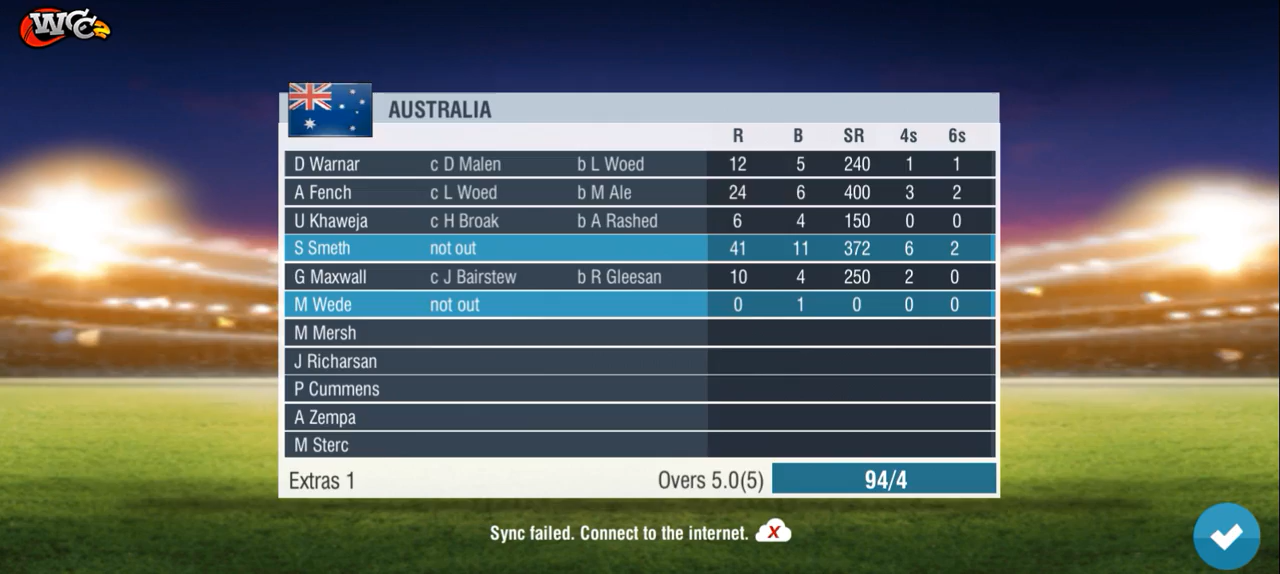 WCC
AUSTRALIA
R B SR 4s 6s
D Warnar c D Malen b L Woed 12 5 240 1 1
A Fench c L Woed b M Ale 24 6 400 3 2
U Khaweja c H Broak b A Rashed 6 4 150 0 0
S Smeth not out 41 11 372 6 2
G Maxwall c J Bairstew b R Gleesan 10 4 250 2 0
M Wede not out 0 1 0 0 0
M Mersh
J Richarsan
P Cummens
A Zempa
M Sterc
Extras 1 Overs 5.0(5) 94/4
Sync failed. Connect to the internet. X